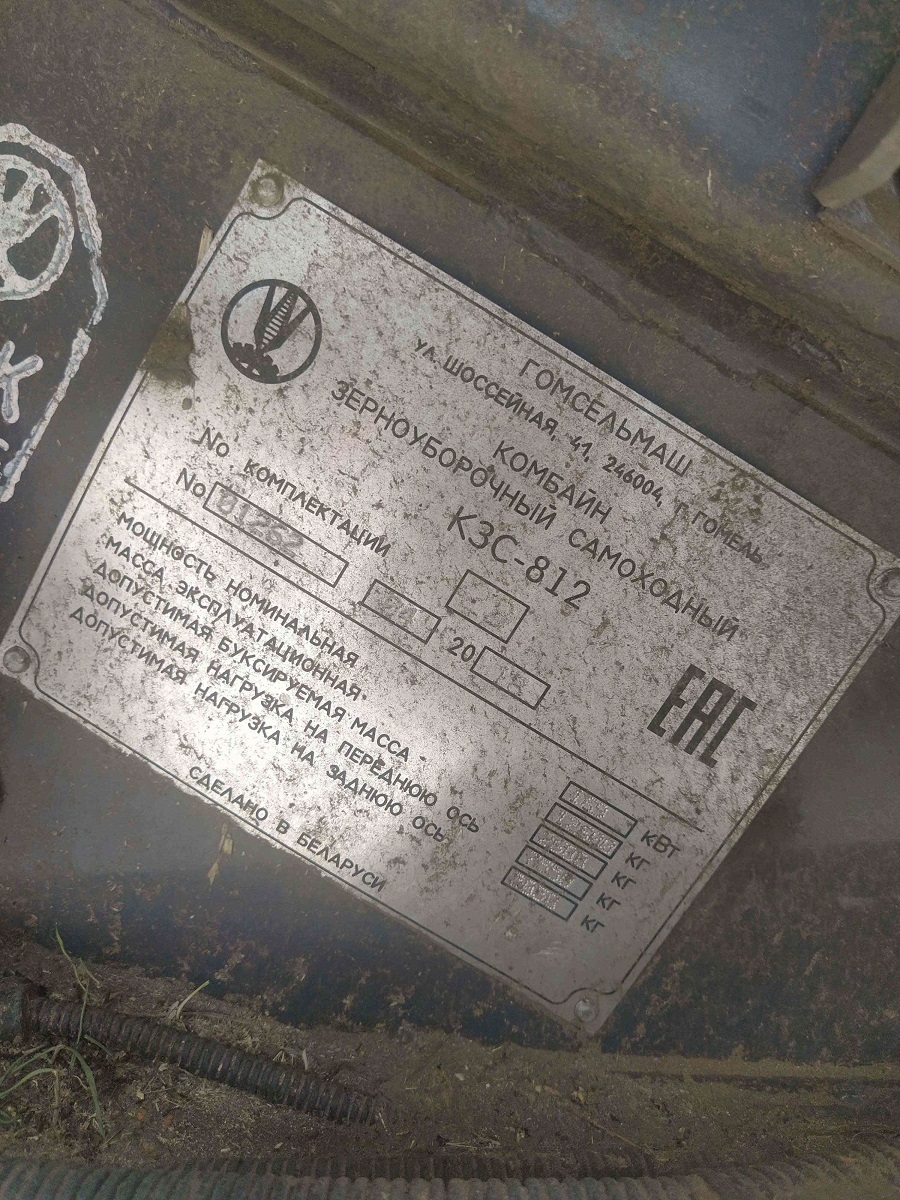 ГОМСЕЛЬМАШ
УЛ. ШОССЕЙНАЯ, 41, 246004, Г. ГОМЕЛЬ
КОМБАЙН
ЗЕРНОУБОРОЧНЫЙ САМОХОДНЫЙ
КЗС-812
No КОМПЛЕКТАЦИИ
No 2015
МОЩНОСТЬ НОМИНАЛЬНАЯ кВт
МАССА ЭКСПЛУАТАЦИОННАЯ кг
ДОПУСТИМАЯ БУКСИРУЕМАЯ МАССА кг
ДОПУСТИМАЯ НАГРУЗКА НА ПЕРЕДНЮЮ ОСЬ кг
ДОПУСТИМАЯ НАГРУЗКА НА ЗАДНЮЮ ОСЬ кг
СДЕЛАНО В БЕЛАРУСИ
EAC